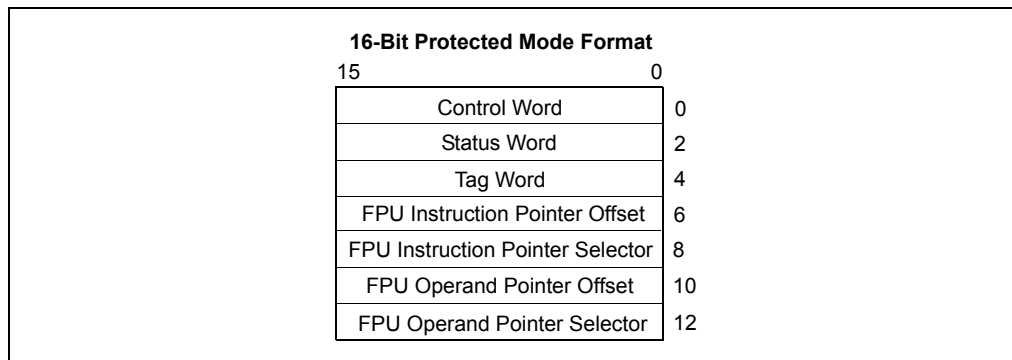 16-Bit Protected Mode Format
15 0
Control Word 0
Status Word 2
Tag Word 4
FPU Instruction Pointer Offset 6
FPU Instruction Pointer Selector 8
FPU Operand Pointer Offset 10
FPU Operand Pointer Selector 12